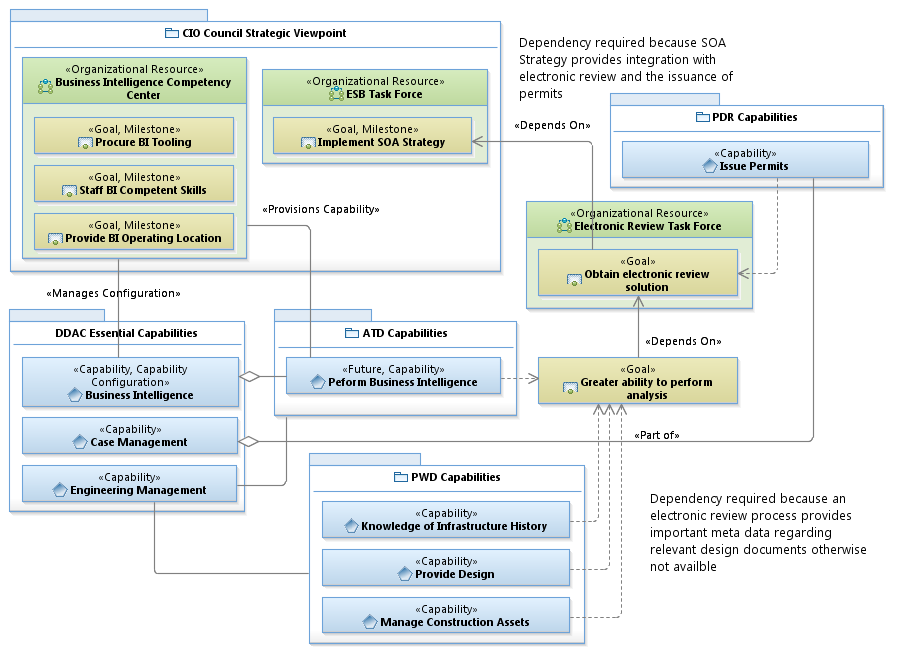 CIO Council Strategic Viewpoint
«Organizational Resource»
Business Intelligence Competency
Center
«Goal, Milestone»
Procure BI Tooling
«Goal, Milestone»
Staff BI Competent Skills
«Goal, Milestone»
Provide BI Operating Location
«Organizational Resource»
ESB Task Force
«Goal, Milestone»
Implement SOA Strategy
Dependency required because SOA
Strategy provides integration with
electronic review and the issuance of
permits
«Depends On»
PDR Capabilities
«Capability»
Issue Permits
«Provisions Capability»
«Organizational Resource»
Electronic Review Task Force
«Goal»
Obtain electronic review
solution
«Manages Configuration»
DDAC Essential Capabilities
«Capability, Capability
Configuration»
Business Intelligence
«Capability»
Case Management
«Capability»
Engineering Management
ATD Capabilities
«Future, Capability»
Peform Business Intelligence
«Depends On»
«Goal»
Greater ability to perform
analysis
«Part of»
PWD Capabilities
«Capability»
Knowledge of Infrastructure History
«Capability»
Provide Design
«Capability»
Manage Construction Assets
Dependency required because an
electronic review process provides
important meta data regarding
relevant design documents otherwise
not availble